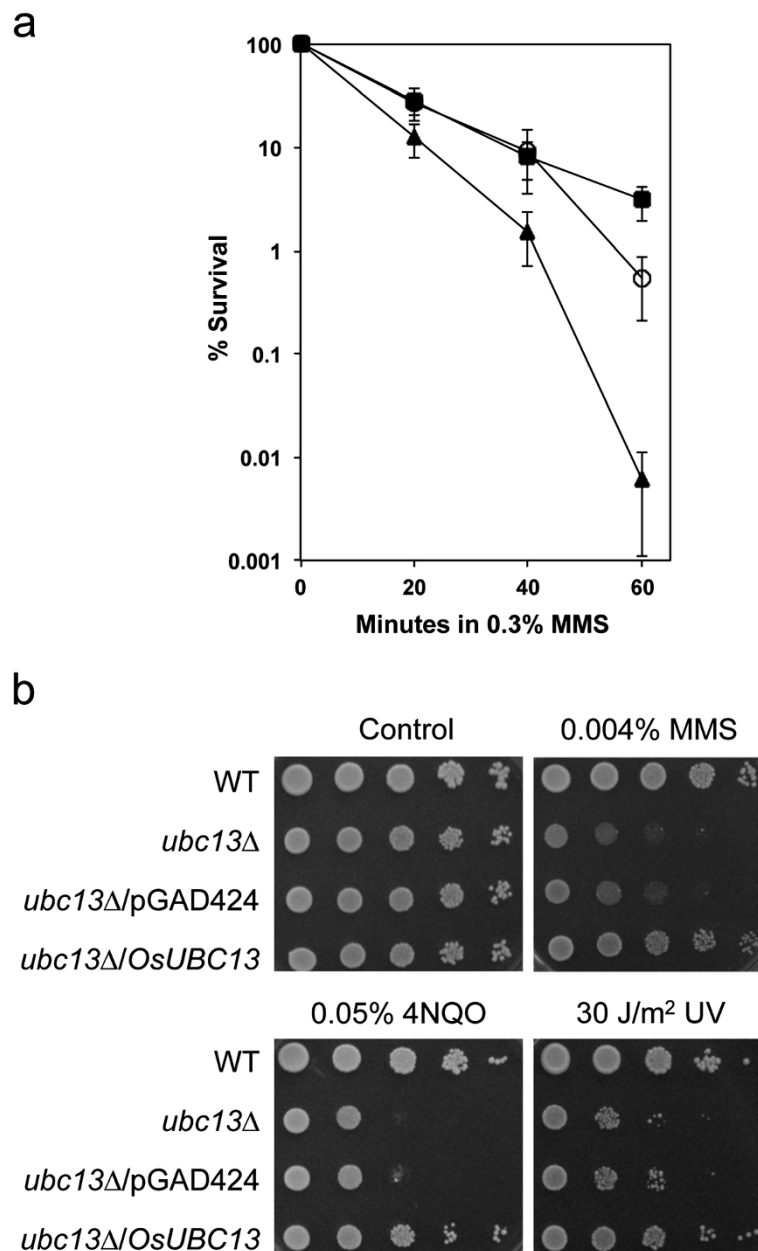 a
100
10
1
0.1
0.01
0.001
% Survival
0 20 40 60
Minutes in 0.3% MMS
b
Control 0.004% MMS
WT
ubc13Δ
ubc13Δ/pGAD424
ubc13Δ/OsUBC13
0.05% 4NQO 30 J/m² UV
WT
ubc13Δ
ubc13Δ/pGAD424
ubc13Δ/OsUBC13